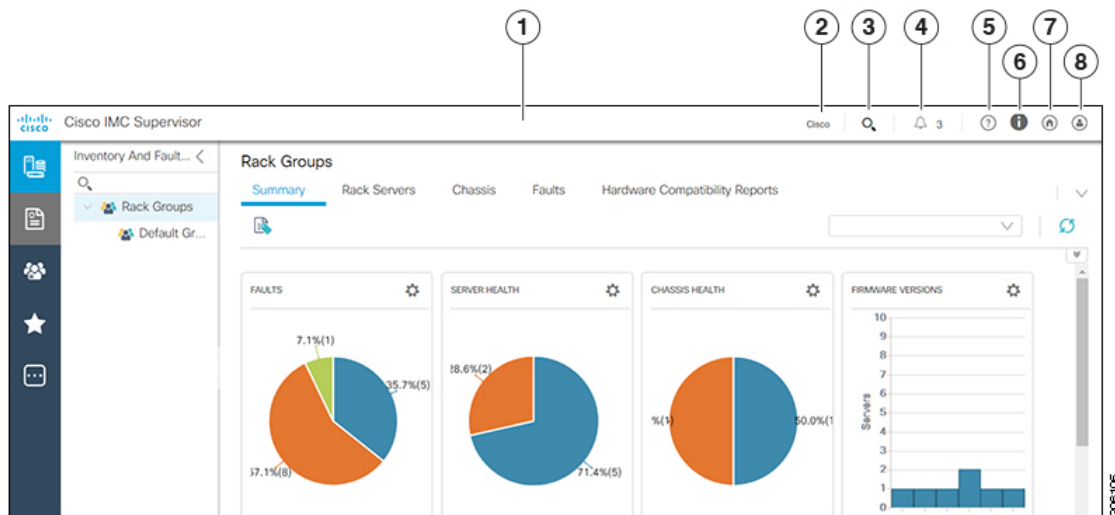 1
2
3
4
5
6
7
8
CISCO
Cisco IMC Supervisor
Cisco
3
Inventory And Fault...
Rack Groups
Default Gr...
Rack Groups
Summary
Rack Servers
Chassis
Faults
Hardware Compatibility Reports
FAULTS
7.1%(1)
35.7%(5)
57.1%(8)
SERVER HEALTH
28.6%(2)
71.4%(5)
CHASSIS HEALTH
%(1)
50.0%(1
FIRMWARE VERSIONS
10
9
8
7
6
5
4
3
2
1
0
Servers